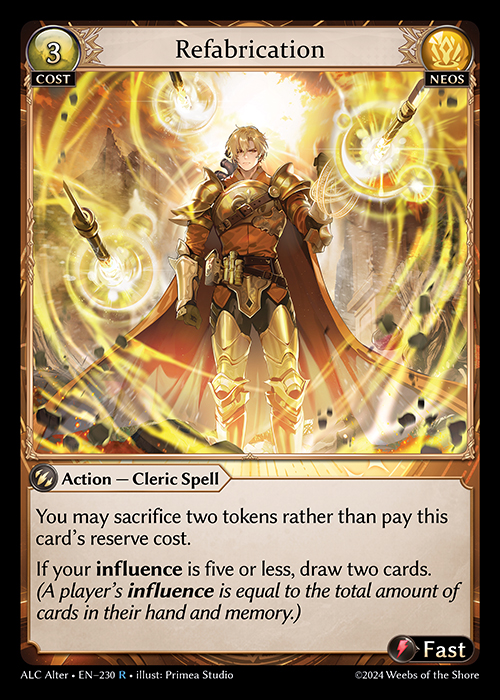 3
Refabrication
COST
NEOS
Action — Cleric Spell
You may sacrifice two tokens rather than pay this
card's reserve cost.
If your influence is five or less, draw two cards.
(A player's influence is equal to the total amount of
cards in their hand and memory.)
Fast
ALC Alter • EN-230 R • illust: Primea Studio
©2024 Weebs of the Shore